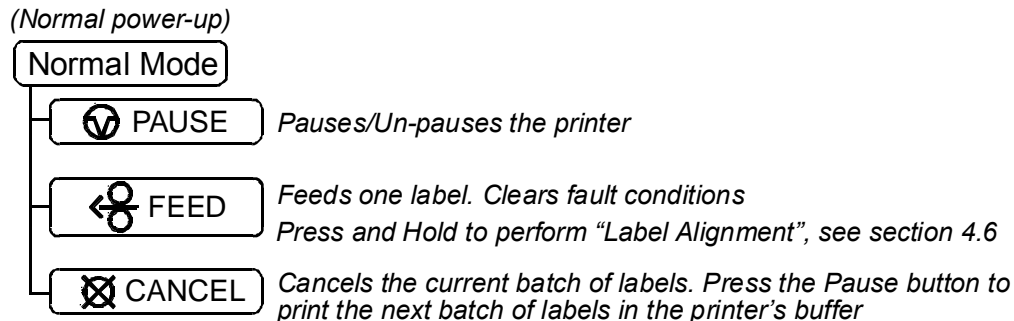 (Normal power-up)
Normal Mode
PAUSE Pauses/Un-pauses the printer
FEED Feeds one label. Clears fault conditions
Press and Hold to perform “Label Alignment”, see section 4.6
CANCEL Cancels the current batch of labels. Press the Pause button to
print the next batch of labels in the printer's buffer